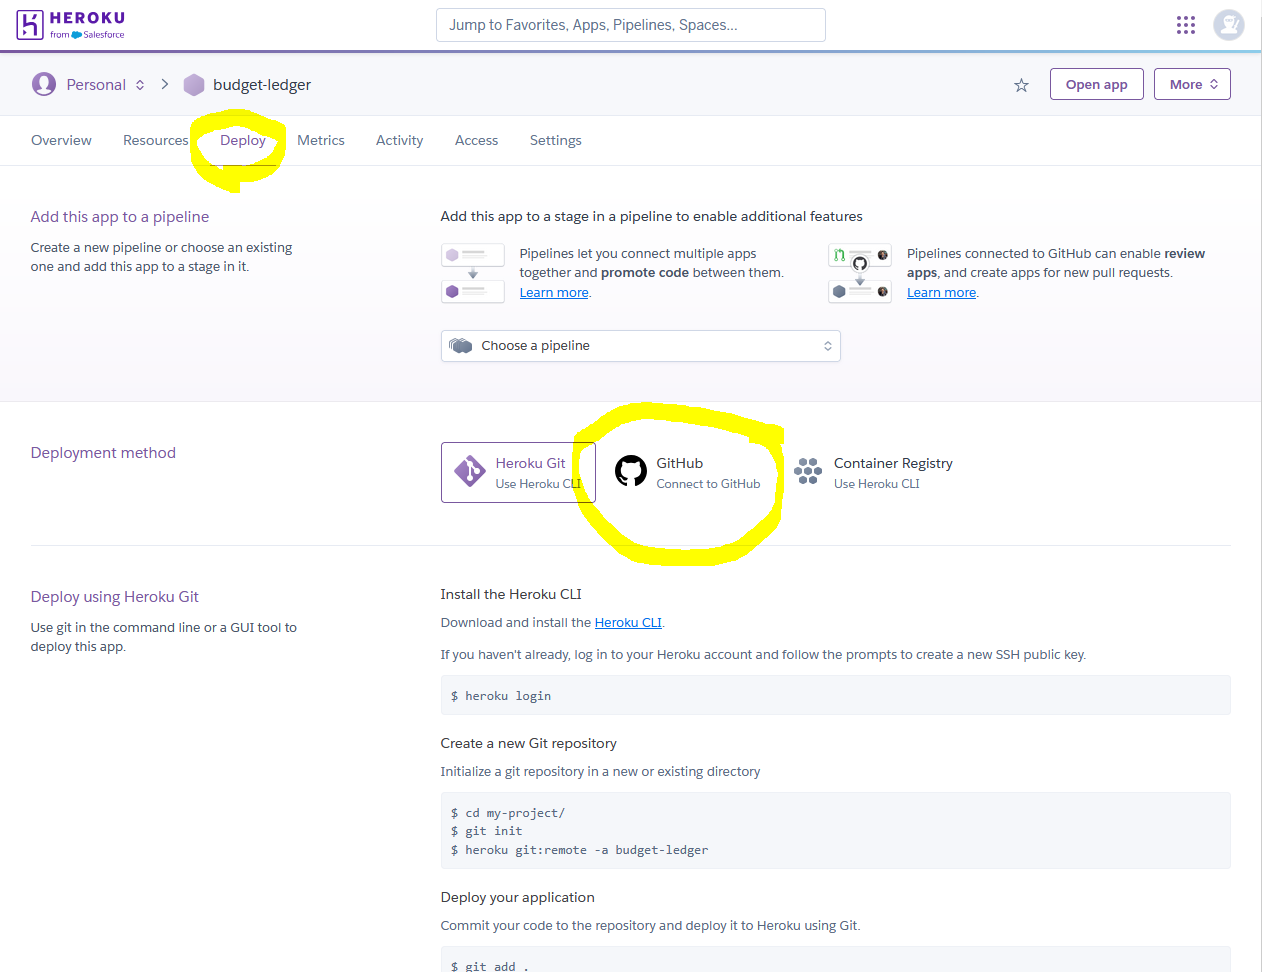 HEROKU
from Salesforce
Jump to Favorites, Apps, Pipelines, Spaces...
Personal
budget-ledger
Open app
More
Overview
Resources
Deploy
Metrics
Activity
Access
Settings
Add this app to a pipeline
Create a new pipeline or choose an existing
one and add this app to a stage in it.
Add this app to a stage in a pipeline to enable additional features
Pipelines let you connect multiple apps
together and promote code between them.
Learn more.
Pipelines connected to GitHub can enable review
apps, and create apps for new pull requests.
Learn more.
Choose a pipeline
Deployment method
Heroku Git
Use Heroku CLI
GitHub
Connect to GitHub
Container Registry
Use Heroku CLI
Deploy using Heroku Git
Use git in the command line or a GUI tool to
deploy this app.
Install the Heroku CLI
Download and install the Heroku CLI.
If you haven't already, log in to your Heroku account and follow the prompts to create a new SSH public key.
$ heroku login
Create a new Git repository
Initialize a git repository in a new or existing directory
$ cd my-project/
$ git init
$ heroku git:remote -a budget-ledger
Deploy your application
Commit your code to the repository and deploy it to Heroku using Git.
$ git add .